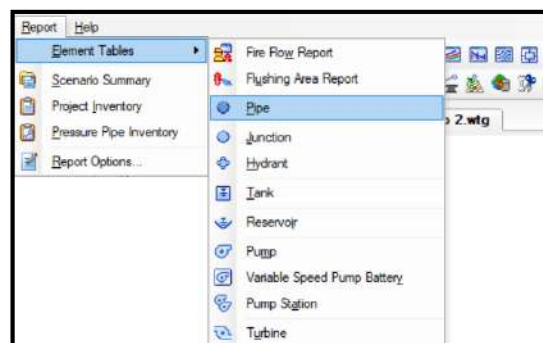 Report Help
Element Tables
Scenario Summary
Project Inventory
Pressure Pipe Inventory
Report Options...
Fire Flow Report
Flushing Area Report
Pipe
Junction
Hydrant
Tank
Reservoir
Pump
Variable Speed Pump Battery
Pump Station
Turbine
2.wtg